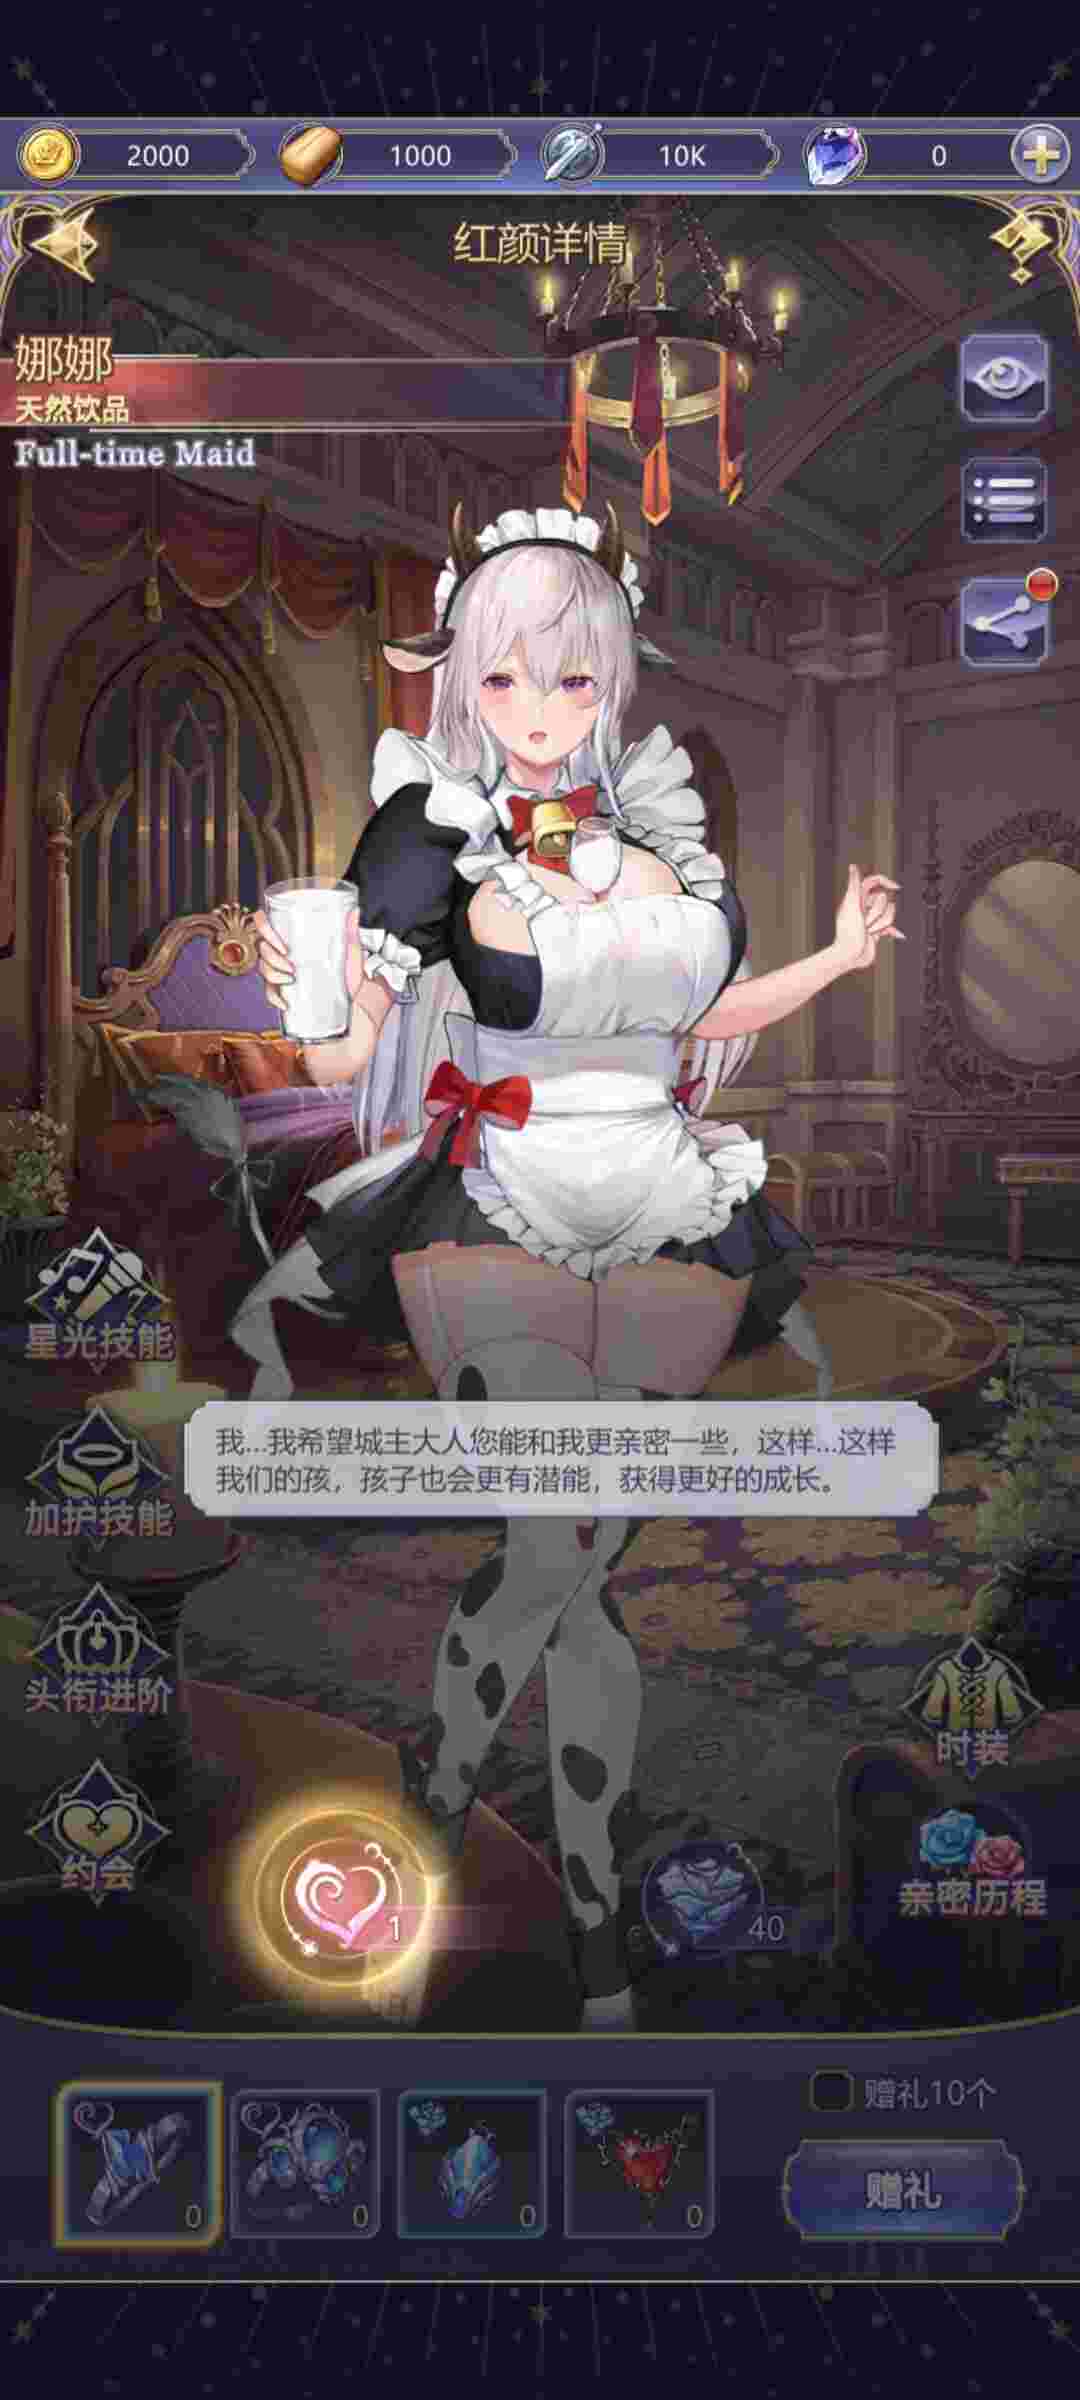 2000
1000
10K
0
红颜详情
娜娜
天然饮品
Full-time Maid
星光技能
我...我希望城主大人您能和我更亲密一些，这样...这样
我们的孩，孩子也会更有潜能，获得更好的成长。
加护技能
头衔进阶
时装
约会
1
40
亲密历程
赠礼10个
0
0
0
0
赠礼